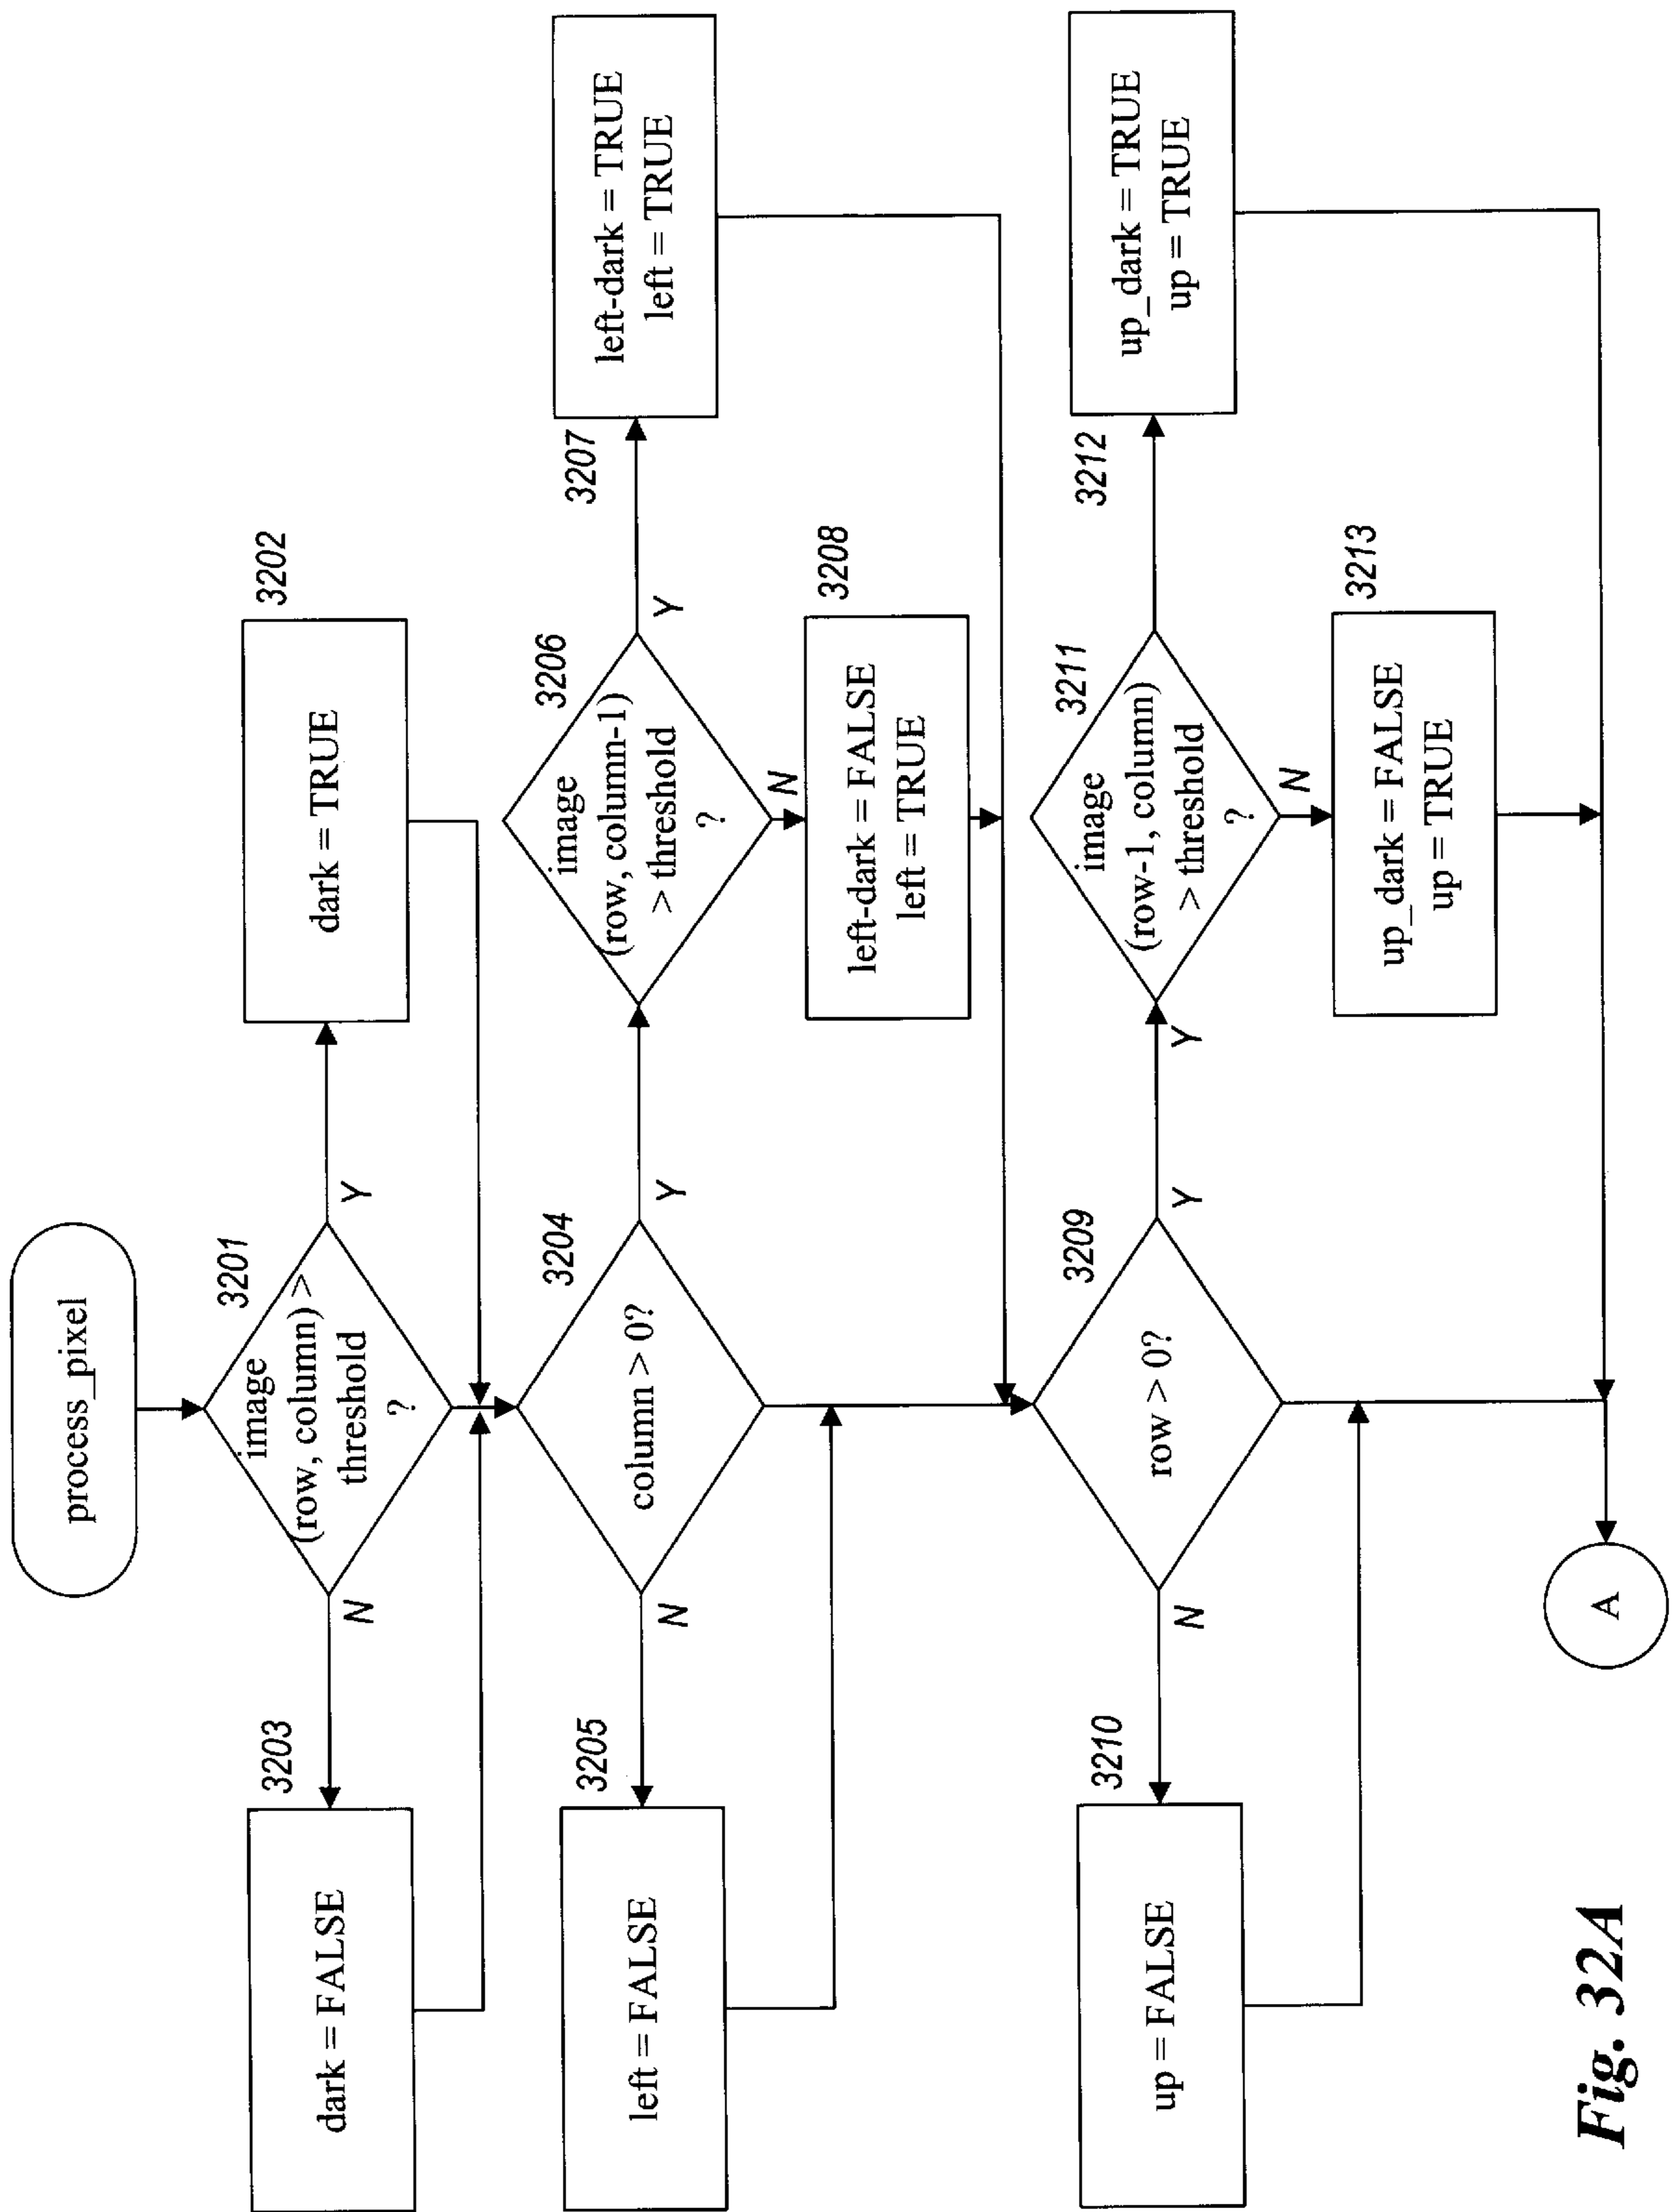 process_pixel
3201
image
(row, column) >
threshold
?
Y
N
3202
dark = TRUE
3203
dark = FALSE
3204
column > 0?
Y
N
3205
left = FALSE
3206
image
(row, column-1)
> threshold
?
Y
N
3207
left-dark = TRUE
left = TRUE
3208
left-dark = FALSE
left = TRUE
3209
row > 0?
Y
N
3210
up = FALSE
3211
image
(row-1, column)
> threshold
?
Y
N
3212
up_dark = TRUE
up = TRUE
3213
up_dark = FALSE
up = TRUE
A
Fig. 32A